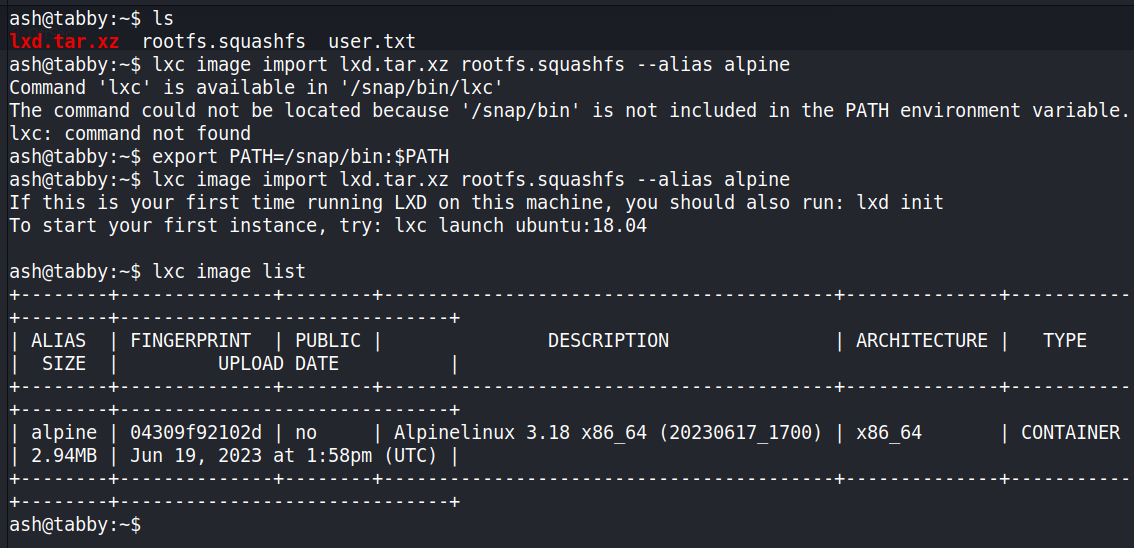 ash@tabby:~$ ls
lxd.tar.xz  rootfs.squashfs  user.txt
ash@tabby:~$ lxc image import lxd.tar.xz rootfs.squashfs --alias alpine
Command 'lxc' is available in '/snap/bin/lxc'
The command could not be located because '/snap/bin' is not included in the PATH environment variable.
lxc: command not found
ash@tabby:~$ export PATH=/snap/bin:$PATH
ash@tabby:~$ lxc image import lxd.tar.xz rootfs.squashfs --alias alpine
If this is your first time running LXD on this machine, you should also run: lxd init
To start your first instance, try: lxc launch ubuntu:18.04

ash@tabby:~$ lxc image list
+--------+--------------+--------+-----------------------------------------+--------------+-----------
+--------+------------------------------+
| ALIAS  | FINGERPRINT  | PUBLIC |               DESCRIPTION               | ARCHITECTURE |   TYPE
|  SIZE  |         UPLOAD DATE          |
+--------+--------------+--------+-----------------------------------------+--------------+-----------
+--------+------------------------------+
| alpine | 04309f92102d | no     | Alpinelinux 3.18 x86_64 (20230617_1700) | x86_64       | CONTAINER
| 2.94MB | Jun 19, 2023 at 1:58pm (UTC) |
+--------+--------------+--------+-----------------------------------------+--------------+-----------
+--------+------------------------------+
ash@tabby:~$